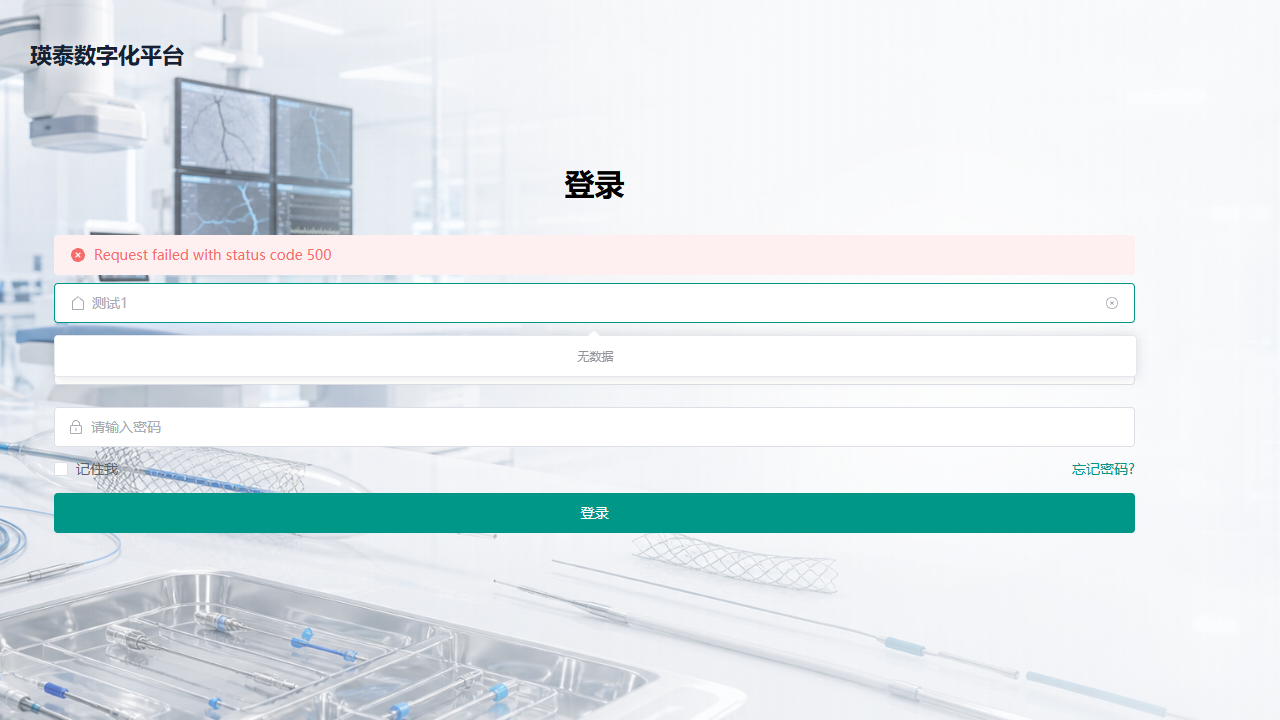 瑛泰数字化平台
登录
Request failed with status code 500
测试1
无数据
请输入密码
记住我
忘记密码?
登录